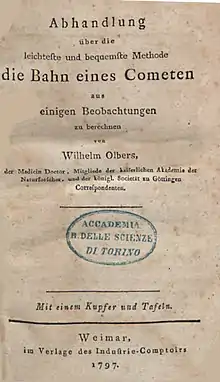 Abhandlung
über die
leichteste und bequemste Methode
die Bahn eines Cometen
aus
einigen Beobachtungen
zu berechnen
von
Wilhelm Olbers,
der Medicin Doctor, Mitgliede der kaiserlichen Akademie der
Naturforscher, und der königl. Societät zu Göttingen
Correspondenten.
ACCADEMIA
R. DELLE SCIENZE
DI TORINO
Mit einem Kupfer und Tafeln.
Weimar,
im Verlage des Industrie-Comptoirs
1797.